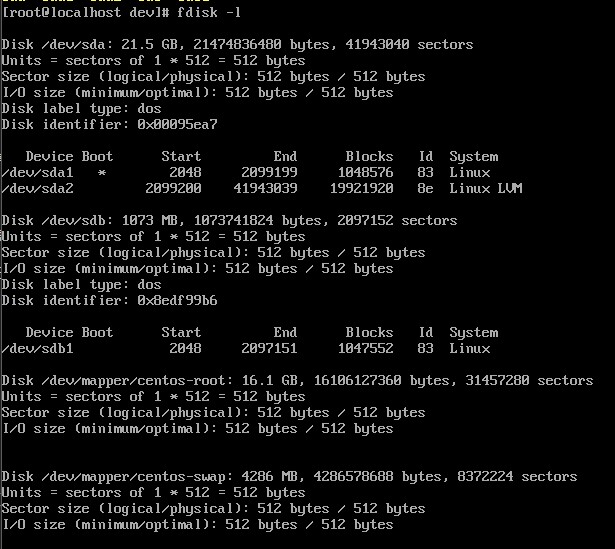 [root@localhost dev]# fdisk -l
Disk /dev/sda: 21.5 GB, 21474836480 bytes, 41943040 sectors
Units = sectors of 1 * 512 = 512 bytes
Sector size (logical/physical): 512 bytes / 512 bytes
I/O size (minimum/optimal): 512 bytes / 512 bytes
Disk label type: dos
Disk identifier: 0x00095ea7
Device Boot      Start         End      Blocks   Id  System
/dev/sda1   *        2048     2099199     1048576   83  Linux
/dev/sda2         2099200    41943039    19921920   8e  Linux LVM
Disk /dev/sdb: 1073 MB, 1073741824 bytes, 2097152 sectors
Units = sectors of 1 * 512 = 512 bytes
Sector size (logical/physical): 512 bytes / 512 bytes
I/O size (minimum/optimal): 512 bytes / 512 bytes
Disk label type: dos
Disk identifier: 0x8edf99b6
Device Boot      Start         End      Blocks   Id  System
/dev/sdb1            2048     2097151     1047552   83  Linux
Disk /dev/mapper/centos-root: 16.1 GB, 16106127360 bytes, 31457280 sectors
Units = sectors of 1 * 512 = 512 bytes
Sector size (logical/physical): 512 bytes / 512 bytes
I/O size (minimum/optimal): 512 bytes / 512 bytes
Disk /dev/mapper/centos-swap: 4286 MB, 4286578688 bytes, 8372224 sectors
Units = sectors of 1 * 512 = 512 bytes
Sector size (logical/physical): 512 bytes / 512 bytes
I/O size (minimum/optimal): 512 bytes / 512 bytes